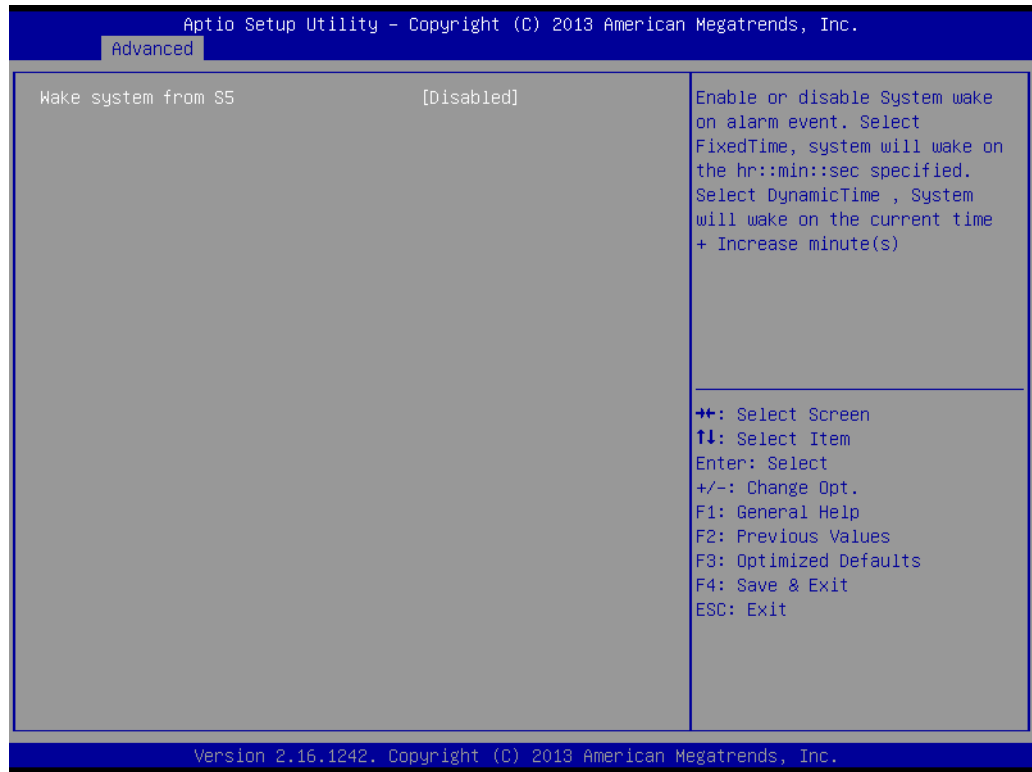 Aptio Setup Utility – Copyright (C) 2013 American Megatrends, Inc.
Advanced
Wake system from S5 [Disabled]
Enable or disable System wake
on alarm event. Select
FixedTime, system will wake on
the hr::min::sec specified.
Select DynamicTime , System
will wake on the current time
+ Increase minute(s)
→←: Select Screen
↑↓: Select Item
Enter: Select
+/-: Change Opt.
F1: General Help
F2: Previous Values
F3: Optimized Defaults
F4: Save & Exit
ESC: Exit
Version 2.16.1242. Copyright (C) 2013 American Megatrends, Inc.